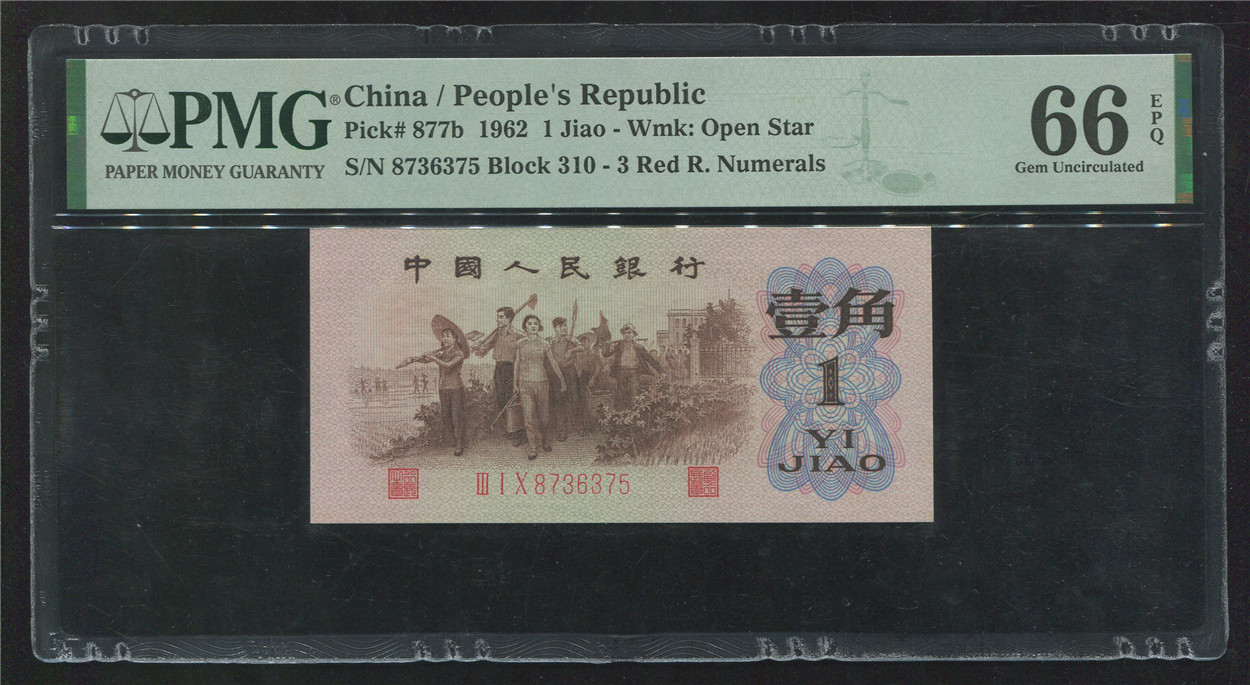 PMG®
PAPER MONEY GUARANTY
China / People's Republic
Pick# 877b 1962 1 Jiao - Wmk: Open Star
S/N 8736375 Block 310 - 3 Red R. Numerals
66
EPQ
Gem Uncirculated
中國人民銀行
壹角
1
YI
JIAO
III I X 8736375